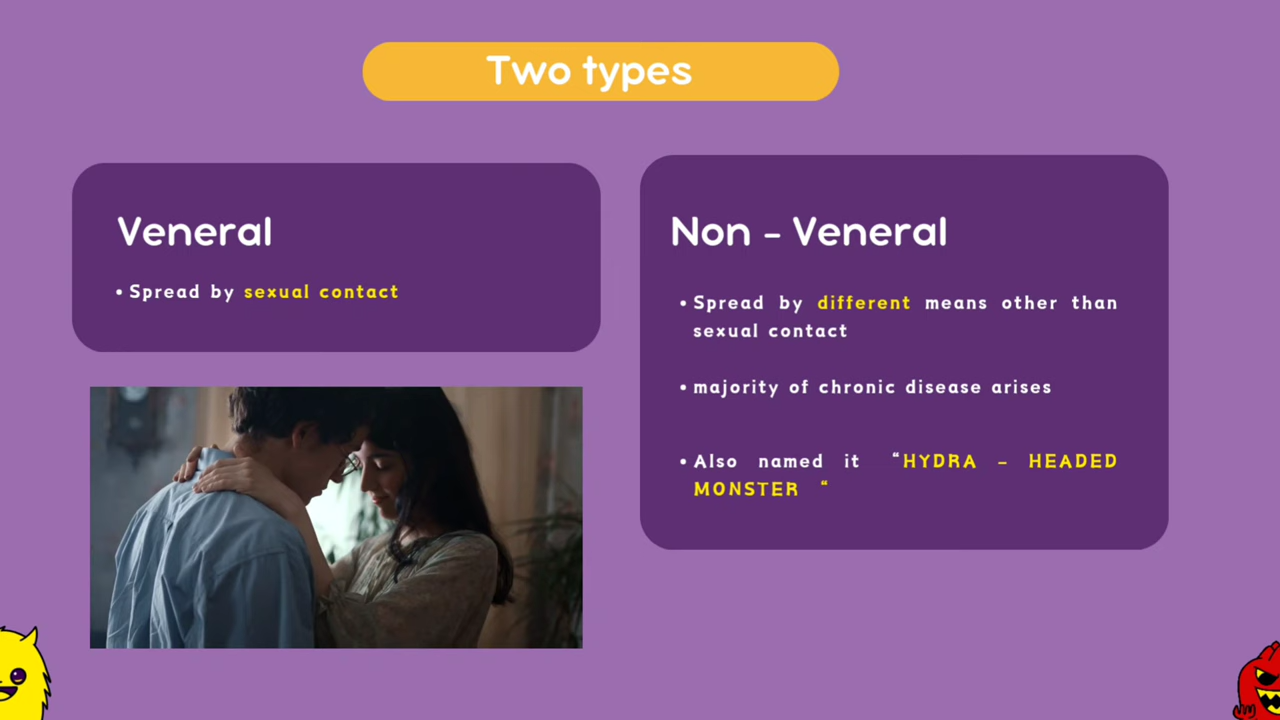 Two types
Veneral
• Spread by sexual contact
Non - Veneral
• Spread by different means other than
sexual contact
• majority of chronic disease arises
• Also named it “HYDRA – HEADED
MONSTER “